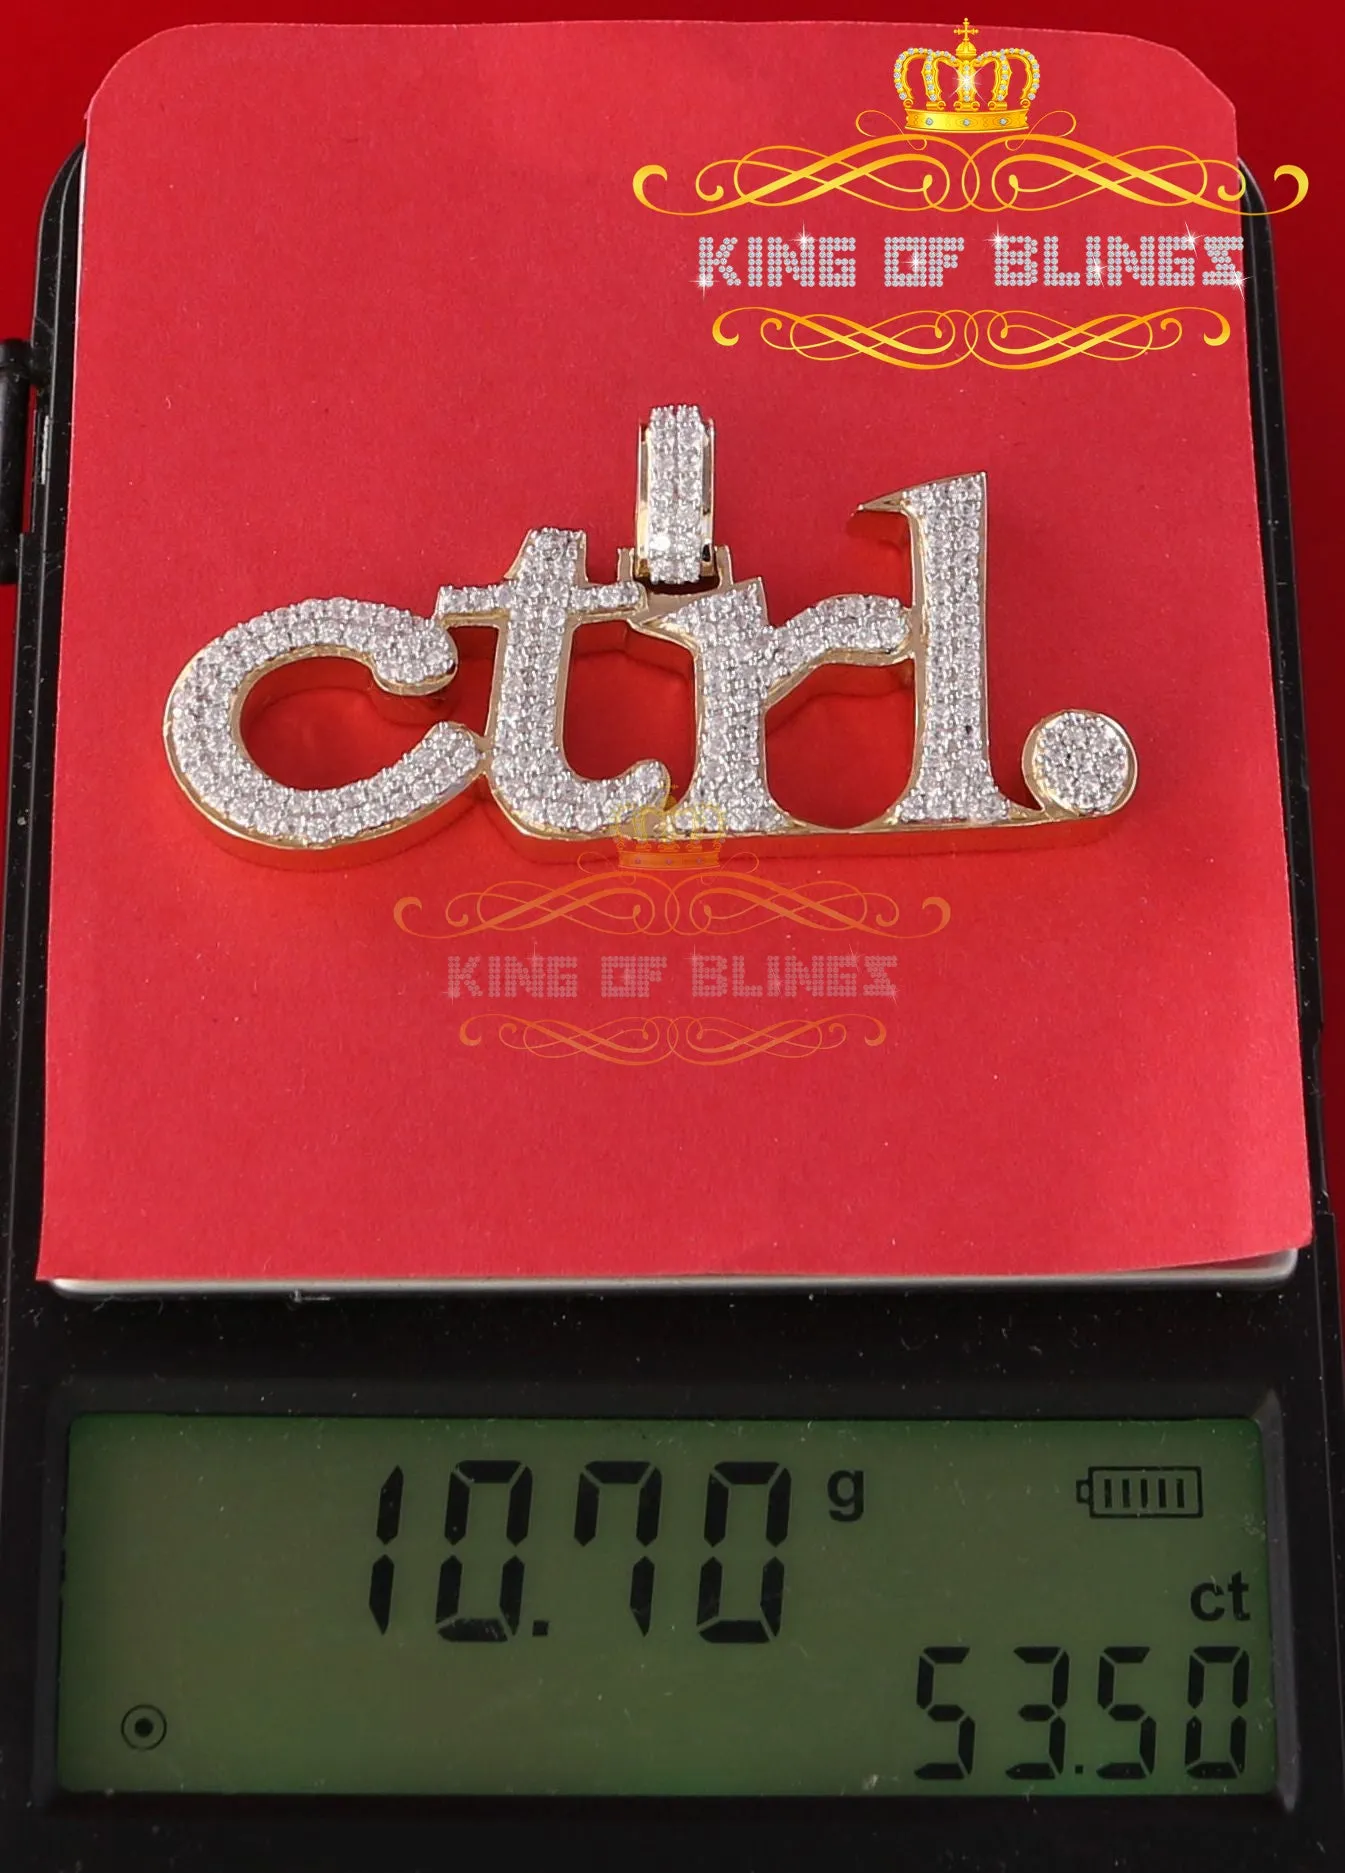 KING OF BLINGS
ctrl.
KING OF BLINGS
10.70 g
ct
53.50